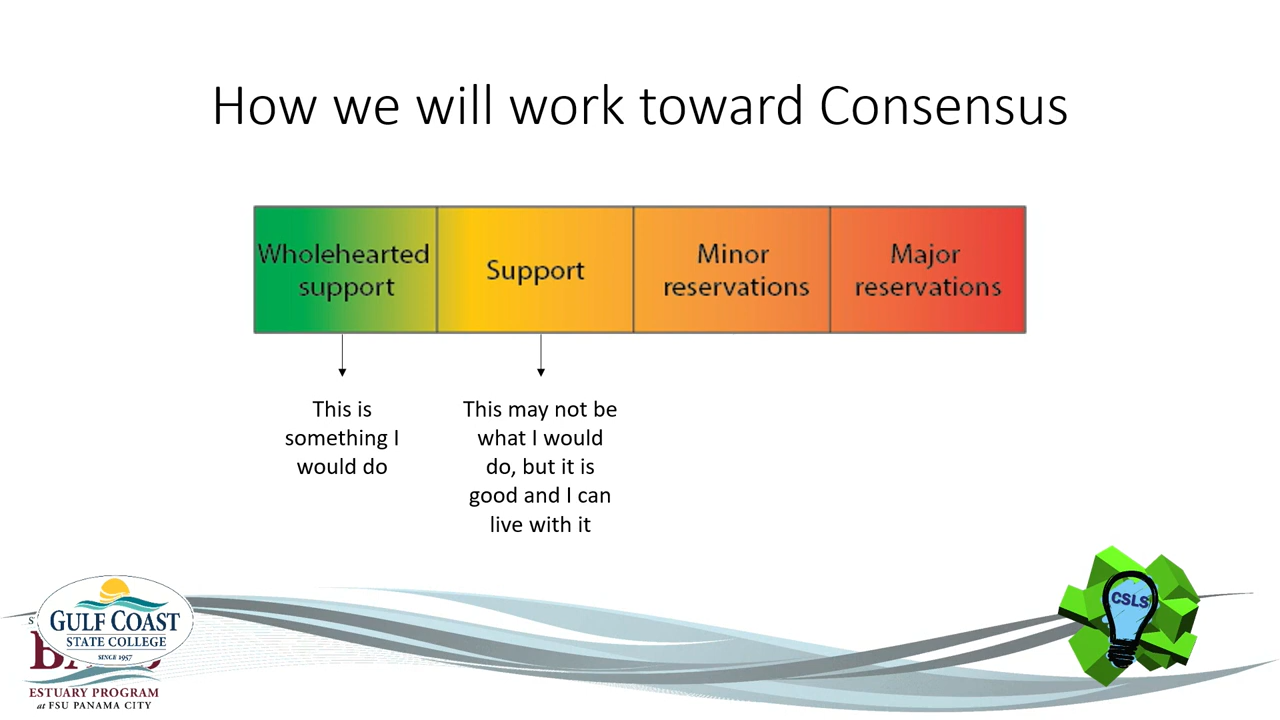 How we will work toward Consensus
Wholehearted
support
Support
Minor
reservations
Major
reservations
This is
something I
would do
This may not be
what I would
do, but it is
good and I can
live with it
GULF COAST
STATE COLLEGE
SINCE 1957
ESTUARY PROGRAM
at FSU PANAMA CITY
CSLS